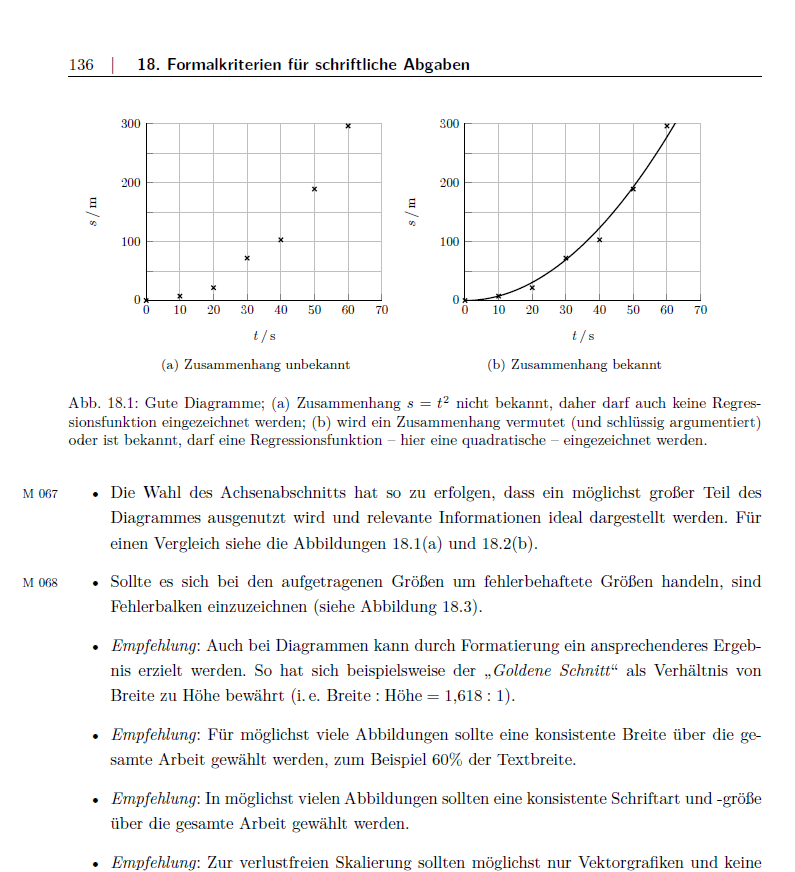 136 | 18. Formalkriterien für schriftliche Abgaben
300
200
100
0
0 10 20 30 40 50 60 70
s / m
t / s
(a) Zusammenhang unbekannt
300
200
100
0
0 10 20 30 40 50 60 70
s / m
t / s
(b) Zusammenhang bekannt
Abb. 18.1: Gute Diagramme; (a) Zusammenhang s = t² nicht bekannt, daher darf auch keine Regres-
sionsfunktion eingezeichnet werden; (b) wird ein Zusammenhang vermutet (und schlüssig argumentiert)
oder ist bekannt, darf eine Regressionsfunktion – hier eine quadratische – eingezeichnet werden.
M 067 • Die Wahl des Achsenabschnitts hat so zu erfolgen, dass ein möglichst großer Teil des
Diagrammes ausgenutzt wird und relevante Informationen ideal dargestellt werden. Für
einen Vergleich siehe die Abbildungen 18.1(a) und 18.2(b).
M 068 • Sollte es sich bei den aufgetragenen Größen um fehlerbehaftete Größen handeln, sind
Fehlerbalken einzuzeichnen (siehe Abbildung 18.3).
• Empfehlung: Auch bei Diagrammen kann durch Formatierung ein ansprechenderes Ergeb-
nis erzielt werden. So hat sich beispielsweise der „Goldene Schnitt“ als Verhältnis von
Breite zu Höhe bewährt (i. e. Breite : Höhe = 1,618 : 1).
• Empfehlung: Für möglichst viele Abbildungen sollte eine konsistente Breite über die ge-
samte Arbeit gewählt werden, zum Beispiel 60% der Textbreite.
• Empfehlung: In möglichst vielen Abbildungen sollten eine konsistente Schriftart und -größe
über die gesamte Arbeit gewählt werden.
• Empfehlung: Zur verlustfreien Skalierung sollten möglichst nur Vektorgrafiken und keine